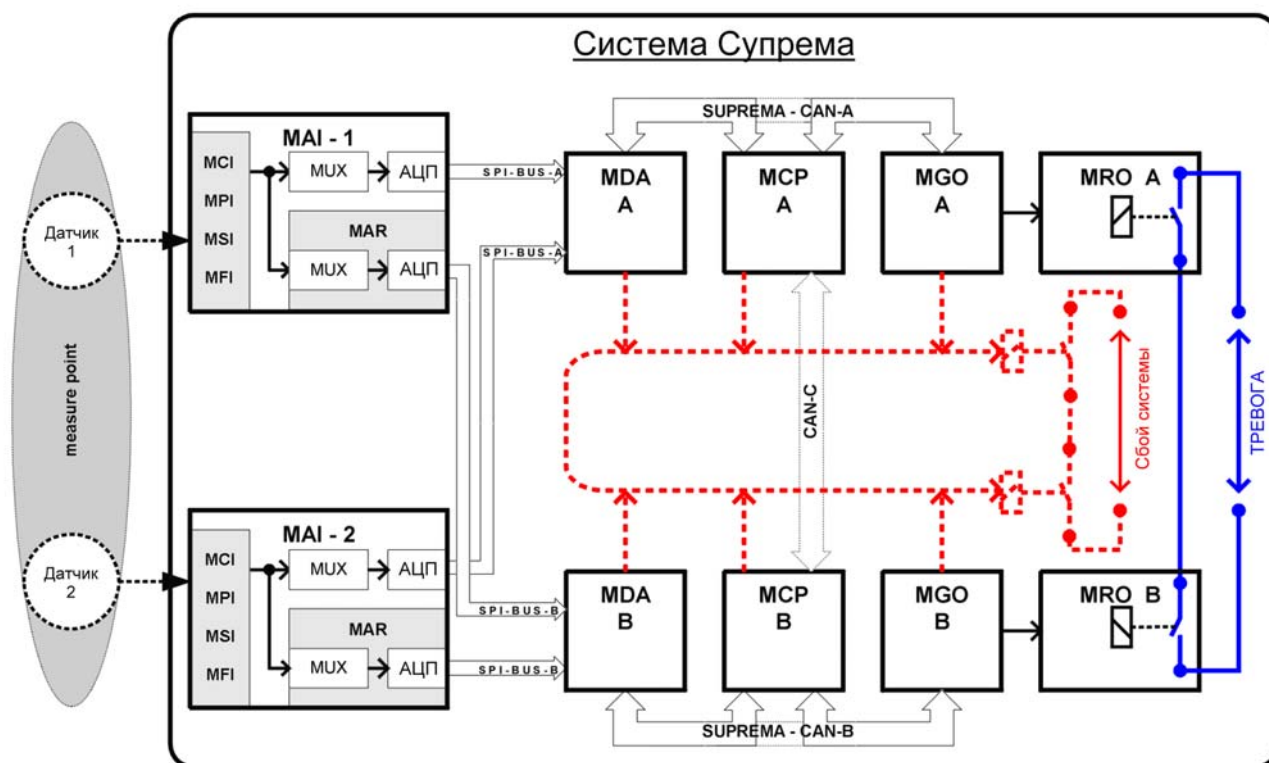 Система Супрема
SUPREMA - CAN-A
MAI - 1
MCI
MPI
MSI
MFI
MUX
АЦП
MAR
MUX
АЦП
SPI-BUS-A
SPI-BUS-A
MDA
A
MCP
A
MGO
A
MRO A
Датчик
1
measure point
Датчик
2
CAN-C
Сбой системы
ТРЕВОГА
MAI - 2
MCI
MPI
MSI
MFI
MUX
АЦП
MAR
MUX
АЦП
SPI-BUS-B
SPI-BUS-B
MDA
B
MCP
B
MGO
B
MRO B
SUPREMA - CAN-B